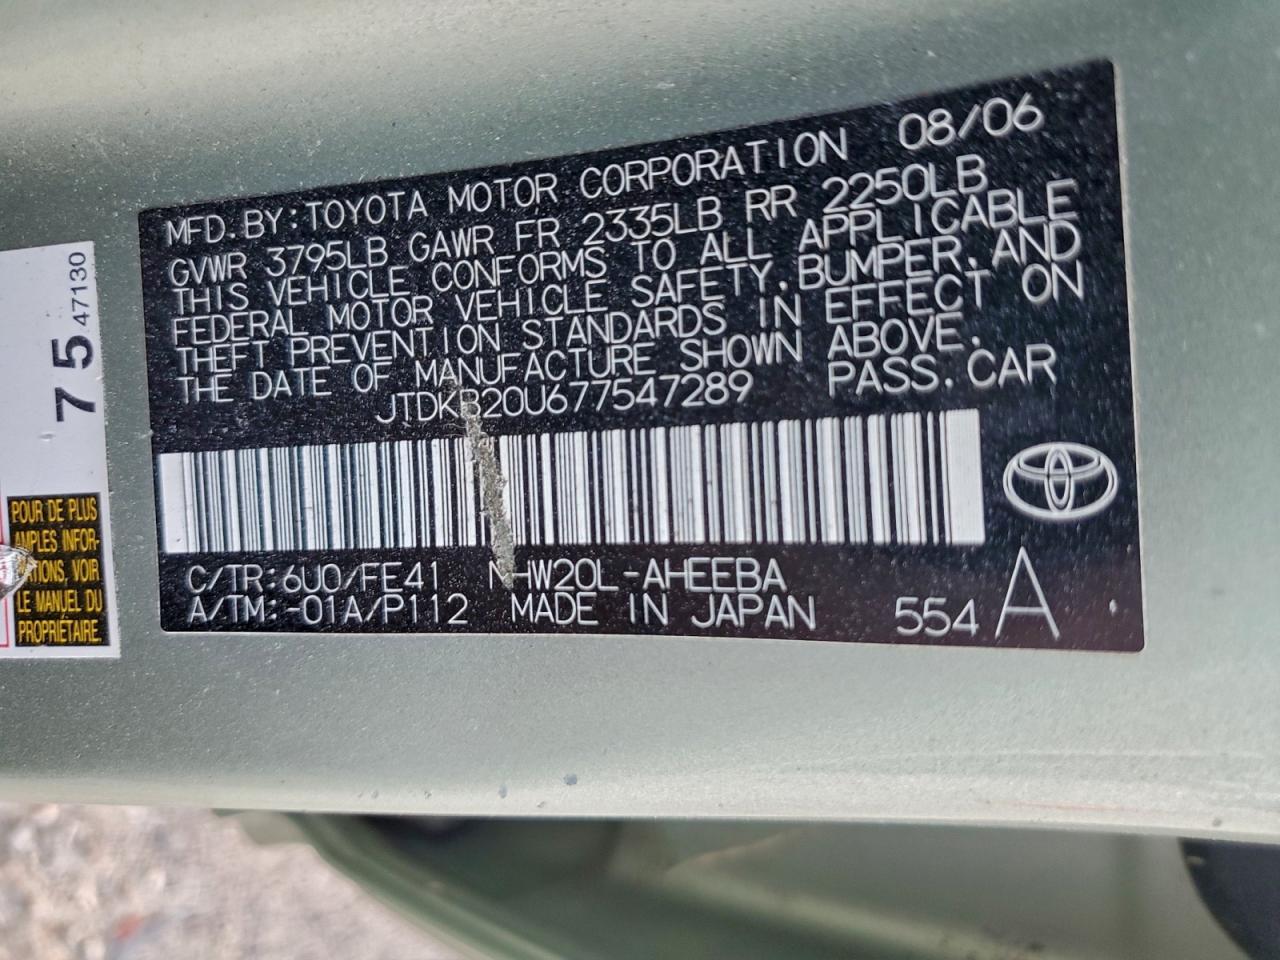 MFD. BY: TOYOTA MOTOR CORPORATION 08/06
GVWR 3795LB GAWR FR 2335LB RR 2250LB
THIS VEHICLE CONFORMS TO ALL APPLICABLE
FEDERAL MOTOR VEHICLE SAFETY, BUMPER, AND
THEFT PREVENTION STANDARDS IN EFFECT ON
THE DATE OF MANUFACTURE SHOWN ABOVE.
JTDKB20U677547289 PASS. CAR
C/TR: 6U0/FE41 NHW20L-AHEEBA
A/TM: -01A/P112 MADE IN JAPAN 554 A
75 47130
POUR DE PLUS
AMPLES INFOR-
MATIONS, VOIR
LE MANUEL DU
PROPRIÉTAIRE.